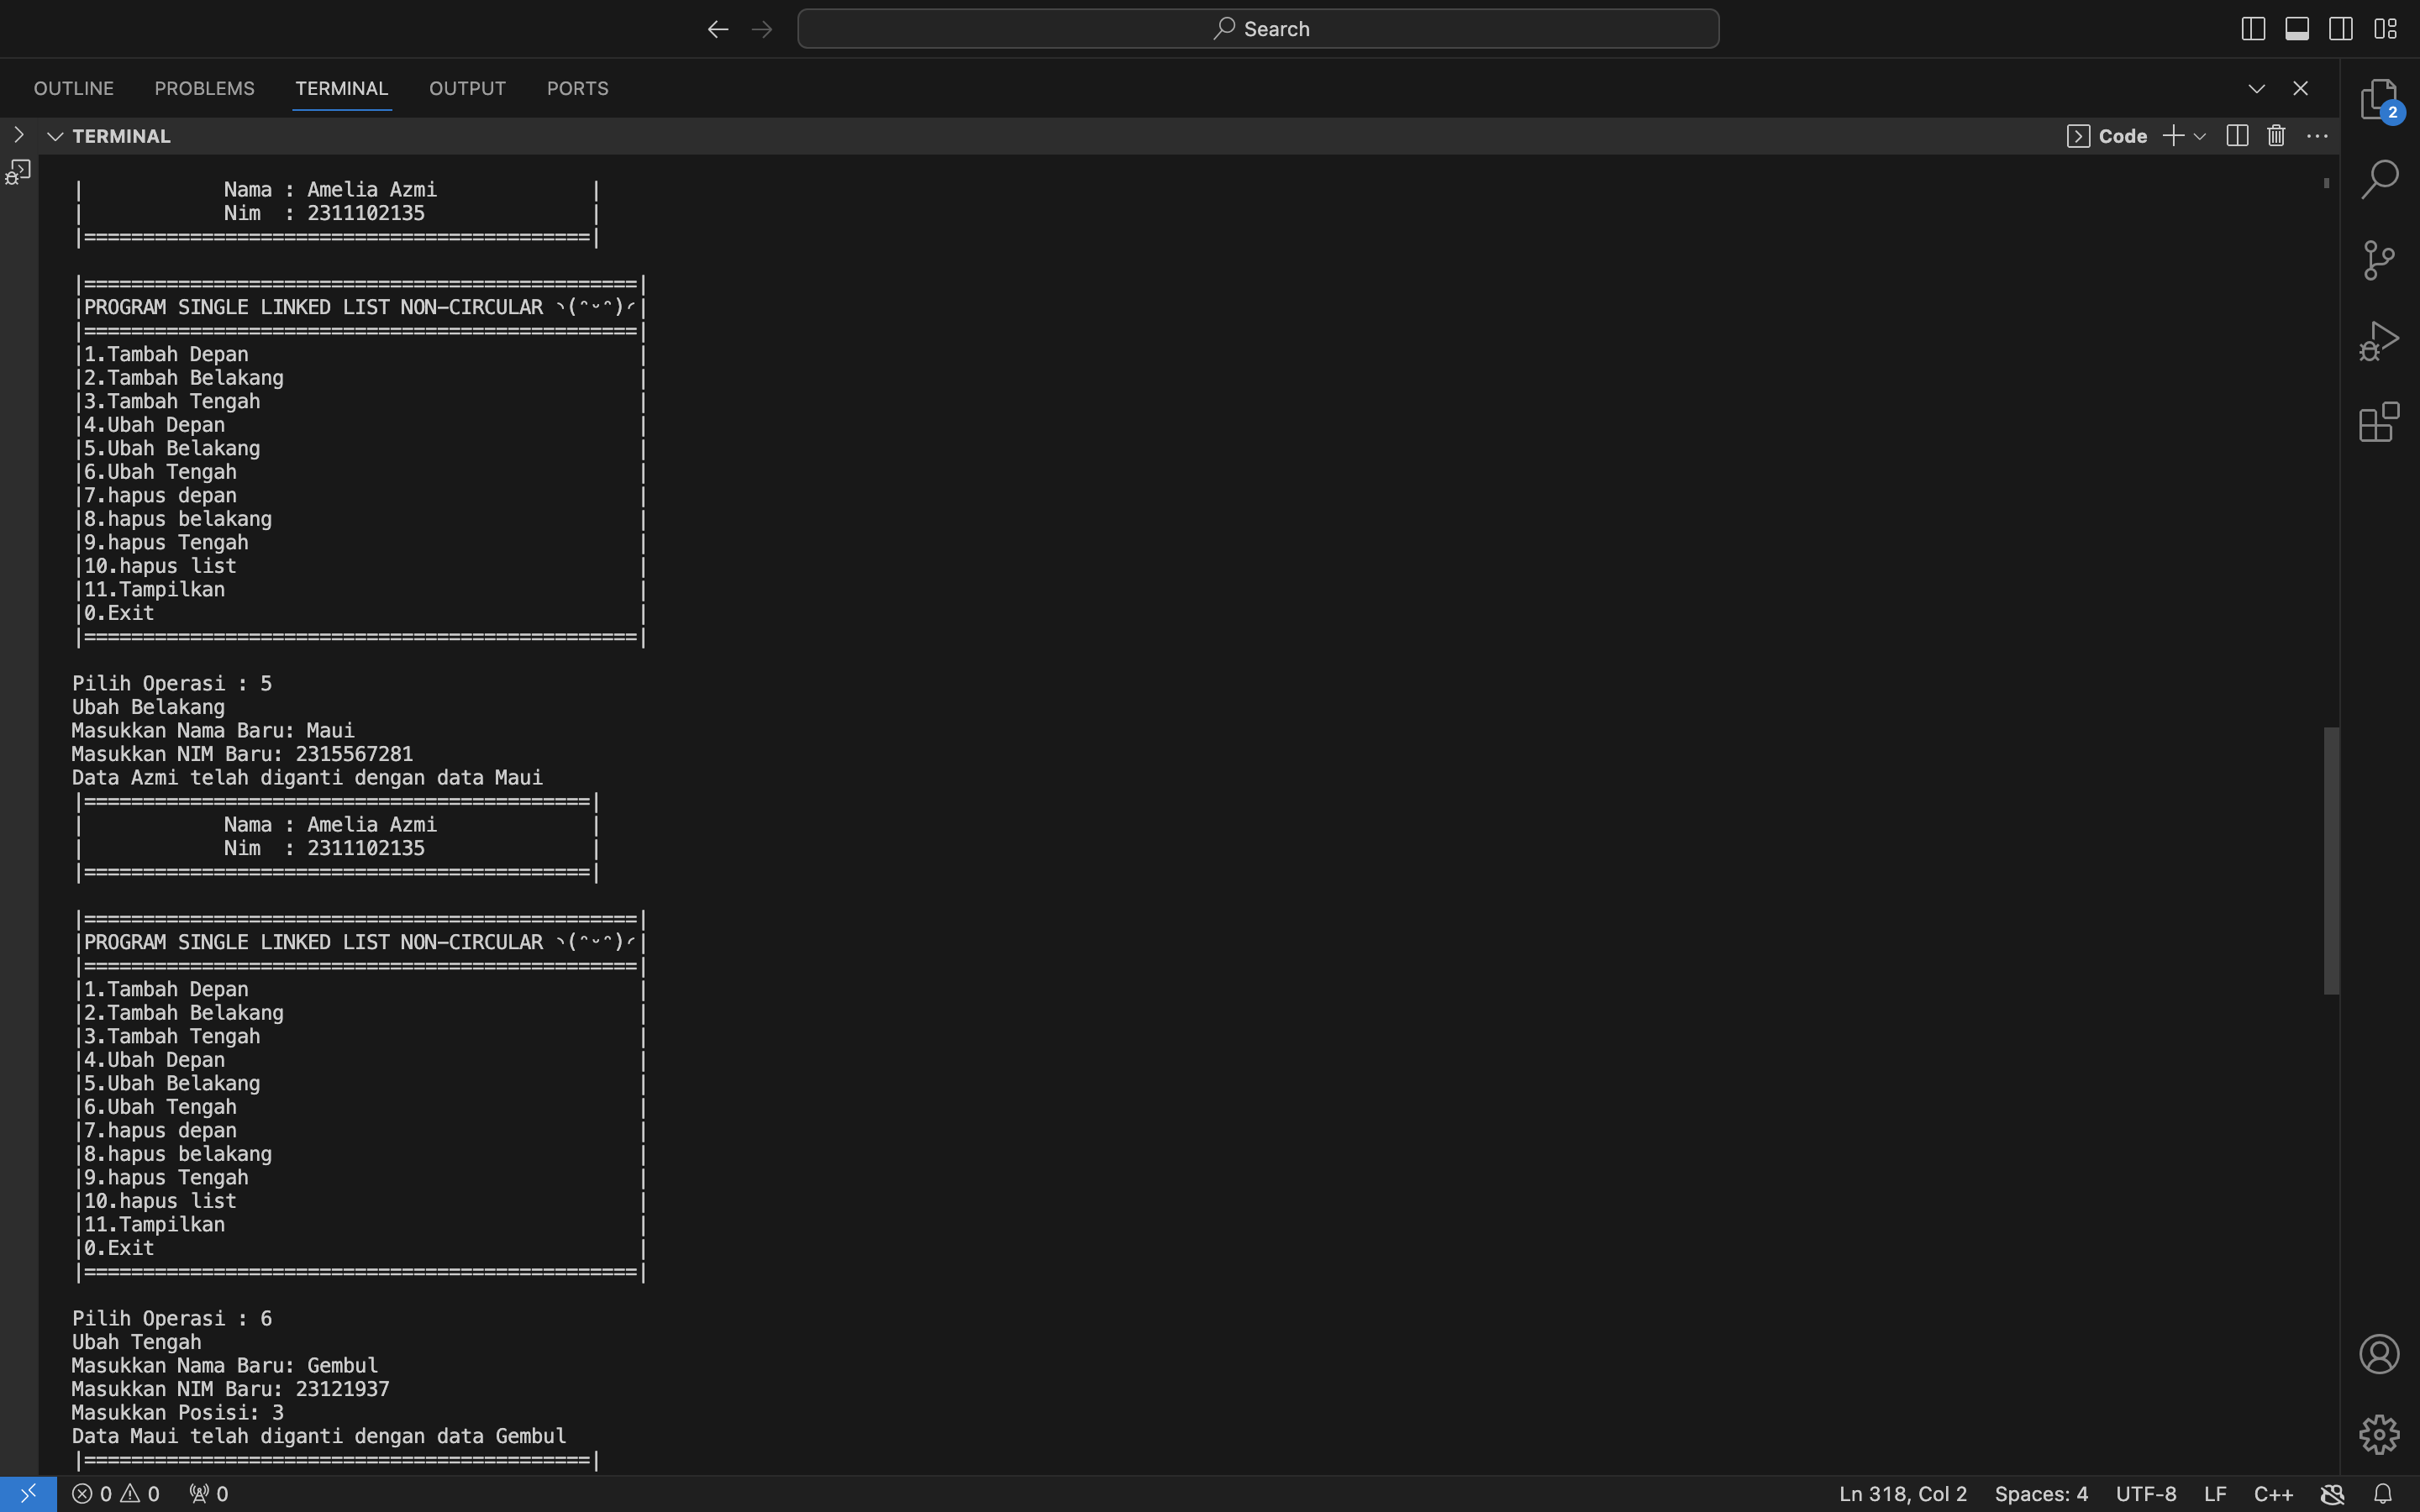 Search
OUTLINE PROBLEMS TERMINAL OUTPUT PORTS
TERMINAL
Code
2
| Nama : Amelia Azmi |
| Nim : 2311102135 |
|===========================================|
|===============================================|
|PROGRAM SINGLE LINKED LIST NON-CIRCULAR ৲(ᵔᵕᵔ)৴|
|===============================================|
|1.Tambah Depan |
|2.Tambah Belakang |
|3.Tambah Tengah |
|4.Ubah Depan |
|5.Ubah Belakang |
|6.Ubah Tengah |
|7.hapus depan |
|8.hapus belakang |
|9.hapus Tengah |
|10.hapus list |
|11.Tampilkan |
|0.Exit |
|===============================================|
Pilih Operasi : 5
Ubah Belakang
Masukkan Nama Baru: Maui
Masukkan NIM Baru: 2315567281
Data Azmi telah diganti dengan data Maui
|===========================================|
| Nama : Amelia Azmi |
| Nim : 2311102135 |
|===========================================|
|===============================================|
|PROGRAM SINGLE LINKED LIST NON-CIRCULAR ৲(ᵔᵕᵔ)৴|
|===============================================|
|1.Tambah Depan |
|2.Tambah Belakang |
|3.Tambah Tengah |
|4.Ubah Depan |
|5.Ubah Belakang |
|6.Ubah Tengah |
|7.hapus depan |
|8.hapus belakang |
|9.hapus Tengah |
|10.hapus list |
|11.Tampilkan |
|0.Exit |
|===============================================|
Pilih Operasi : 6
Ubah Tengah
Masukkan Nama Baru: Gembul
Masukkan NIM Baru: 23121937
Masukkan Posisi: 3
Data Maui telah diganti dengan data Gembul
|===========================================|
0 0 0 Ln 318, Col 2 Spaces: 4 UTF-8 LF C++